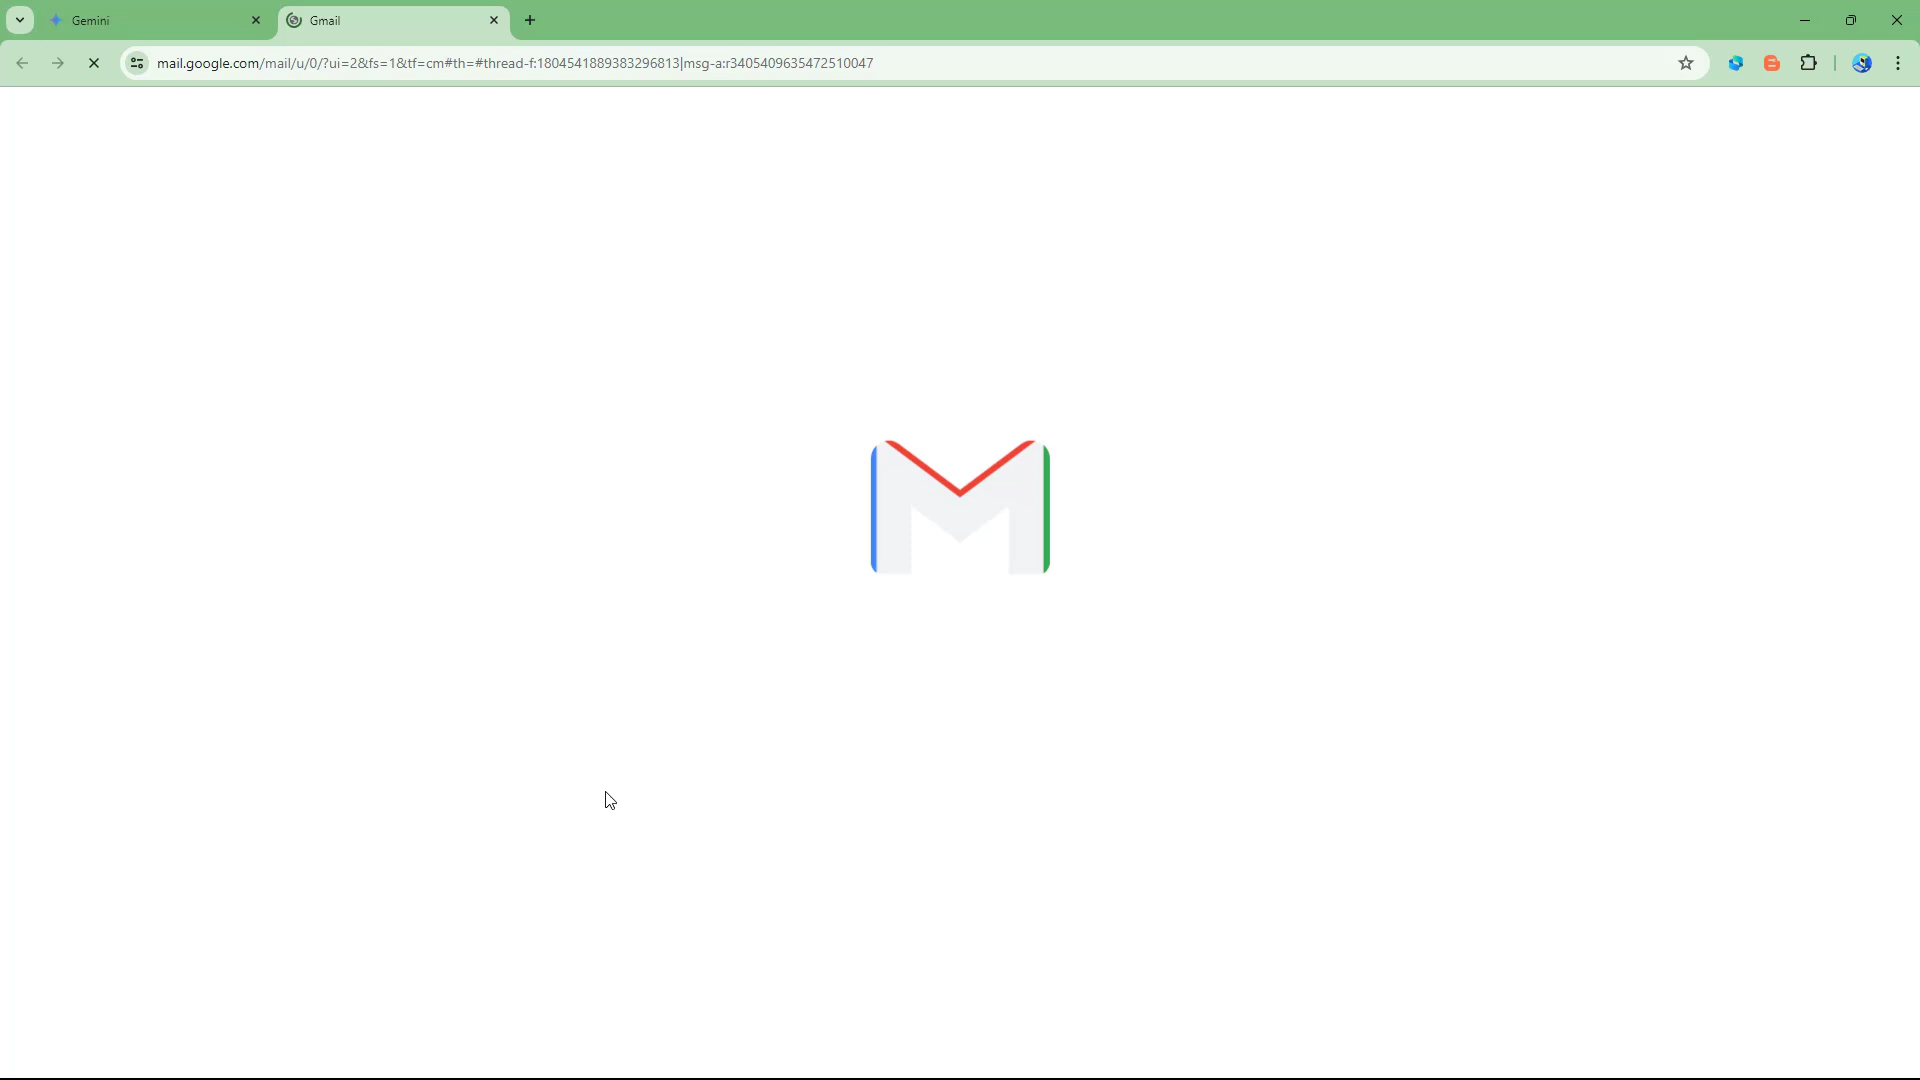 Gemini
Gmail
mail.google.com/mail/u/0/?ui=2&fs=1&tf=cm#th=#thread-f:1804541889383296813|msg-a:r3405409635472510047